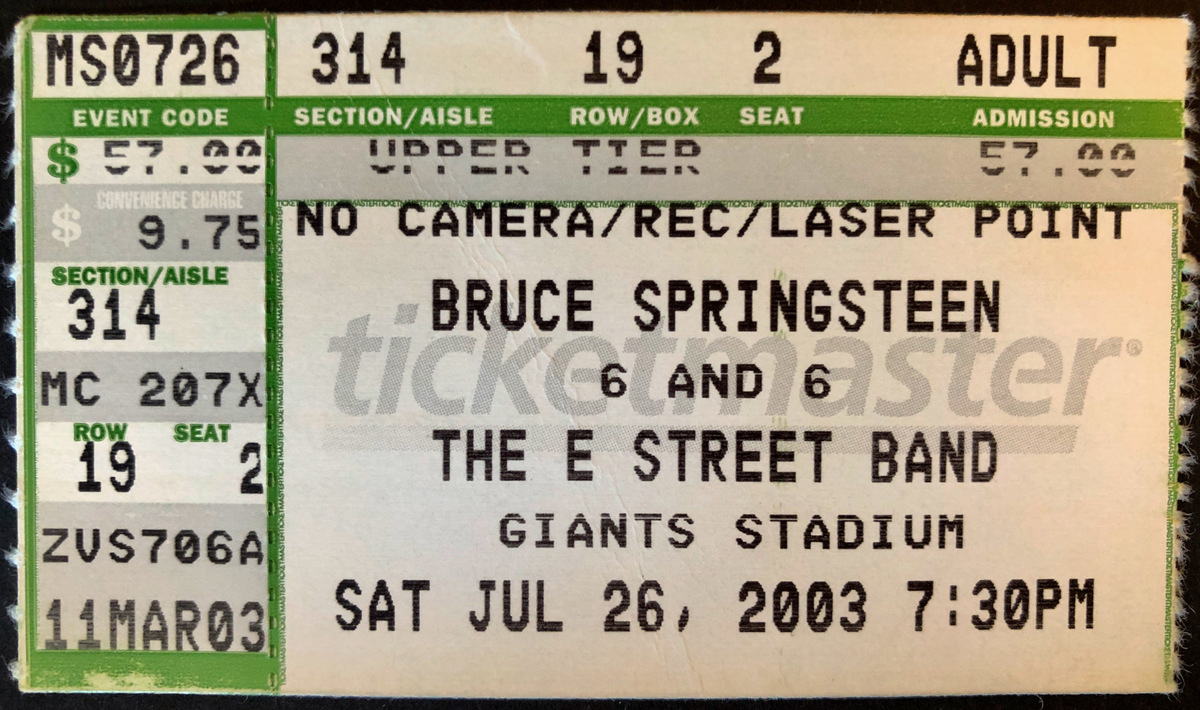 MS0726 314 19 2 ADULT
EVENT CODE SECTION/AISLE ROW/BOX SEAT ADMISSION
$ 57.00 UPPER TIER 57.00
CONVENIENCE CHARGE
$ 9.75
NO CAMERA/REC/LASER POINT
SECTION/AISLE
314
BRUCE SPRINGSTEEN
ticketmaster®
MC 207X
6 AND 6
ROW SEAT
19 2
THE E STREET BAND
ZVS706A
GIANTS STADIUM
11MAR03
SAT JUL 26, 2003 7:30PM